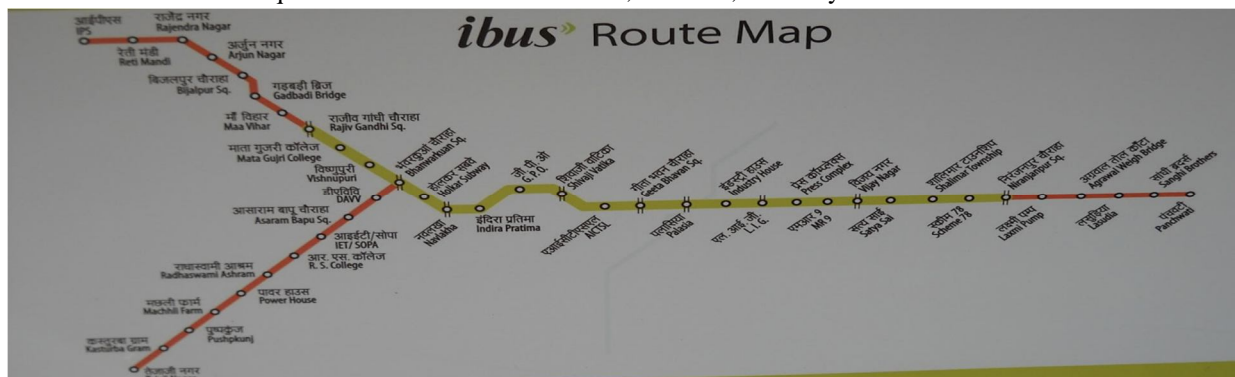 ibus» Route Map
आईपीएस
IPS
रेती मंडी
Reti Mandi
राजेंद्र नगर
Rajendra Nagar
अर्जुन नगर
Arjun Nagar
बिजलपुर चौराहा
Bijalpur Sq.
गड़बड़ी ब्रिज
Gadbadi Bridge
माँ विहार
Maa Vihar
राजीव गांधी चौराहा
Rajiv Gandhi Sq.
माता गुजरी कॉलेज
Mata Gujri College
विष्णुपुरी
Vishnupuri
भंवरकुआं चौराहा
Bhanwarkuan Sq.
डीएविवि
DAVV
आसाराम बापू चौराहा
Asaram Bapu Sq.
आइईटी/सोपा
IET/ SOPA
आर. एस. कॉलेज
R. S. College
राधास्वामी आश्रम
Radhaswami Ashram
पावर हाउस
Power House
मछली फार्म
Machhli Farm
पुष्पकुंज
Pushpkunj
कस्तुरबा ग्राम
Kasturba Gram
तेजाजी नगर
होलकर सबवे
Holkar Subway
नवलखा
Navlakha
इंदिरा प्रतिमा
Indira Pratima
जी. पी. ओ
G. P. O.
शिवाजी वाटिका
Shivaji Vatika
एआईसीटीएसएल
AICTSL
गीता भवन चौराहा
Geeta Bhavan Sq.
पलासिया
Palasia
इंडस्ट्री हाउस
Industry House
एल. आई. जी.
L. I. G.
प्रेस कॉम्प्लेक्स
Press Complex
एमआर 9
MR 9
विजय नगर
Vijay Nagar
सत्य साई
Satya Sai
शालीमार टाउनशिप
Shalimar Township
स्कीम 78
Scheme 78
निरंजनपुर चौराहा
Niranjanpur Sq.
लक्ष्मी पम्प
Laxmi Pump
अग्रवाल तौल काँटा
Agrawal Weigh Bridge
लसुड़िया
Lasudia
सांघी ब्रदर्स
Sanghi Brothers
पंचवटी
Panchwati